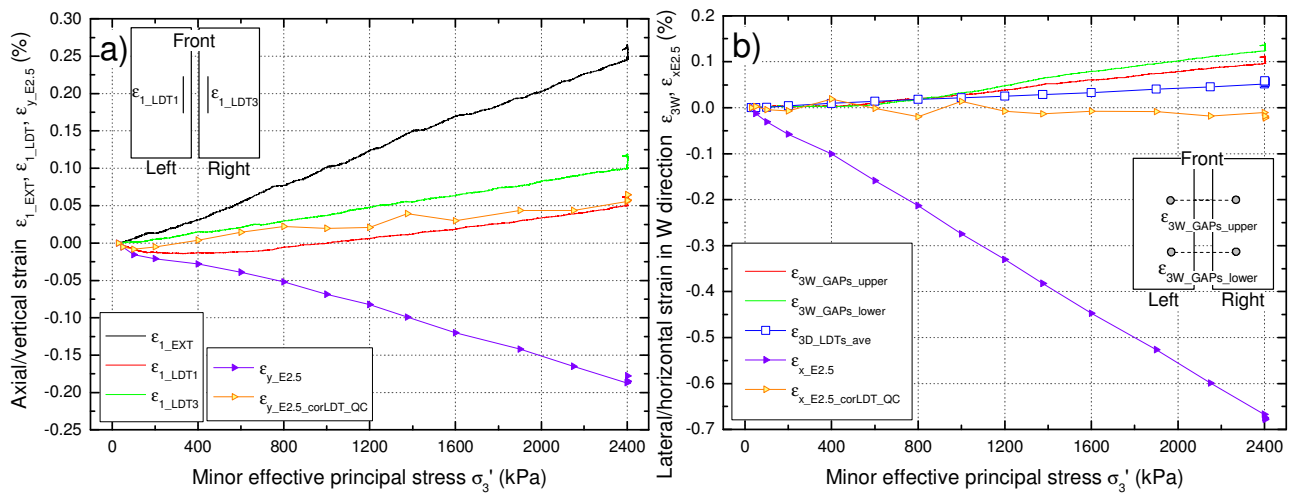 a)
Front
ε1_LDT1
ε1_LDT3
Left Right
Axial/vertical strain ε1_EXT, ε1_LDT, εy_E2.5 (%)
0.30
0.25
0.20
0.15
0.10
0.05
0.00
-0.05
-0.10
-0.15
-0.20
-0.25
ε1_EXT
ε1_LDT1
ε1_LDT3
εy_E2.5
εy_E2.5_corLDT_QC
0 400 800 1200 1600 2000 2400
Minor effective principal stress σ3' (kPa)
b)
Lateral/horizontal strain in W direction ε3W, εxE2.5 (%)
0.2
0.1
0.0
-0.1
-0.2
-0.3
-0.4
-0.5
-0.6
-0.7
Front
ε3W_GAPs_upper
ε3W_GAPs_lower
Left Right
ε3W_GAPs_upper
ε3W_GAPs_lower
ε3D_LDTs_ave
εx_E2.5
εx_E2.5_corLDT_QC
0 400 800 1200 1600 2000 2400
Minor effective principal stress σ3' (kPa)